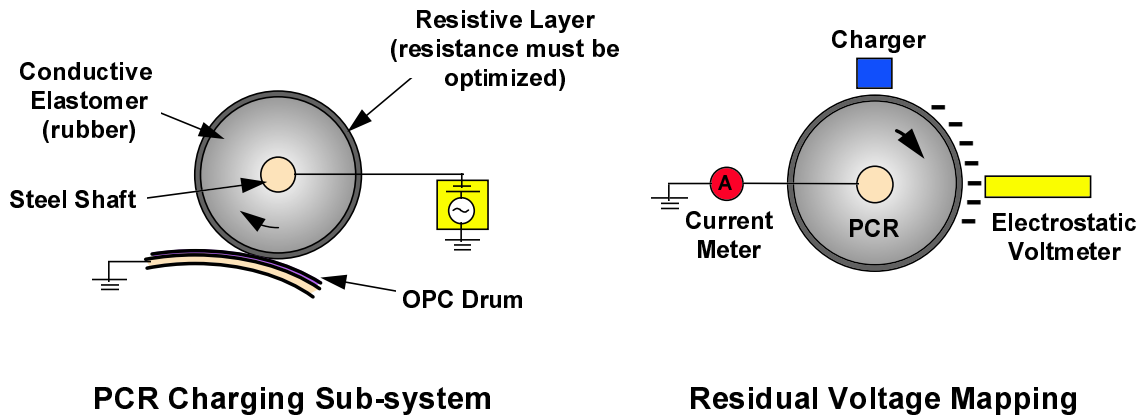 Resistive Layer
(resistance must be
optimized)
Conductive
Elastomer
(rubber)
Steel Shaft
OPC Drum
PCR Charging Sub-system
Charger
A
Current
Meter
PCR
Electrostatic
Voltmeter
Residual Voltage Mapping